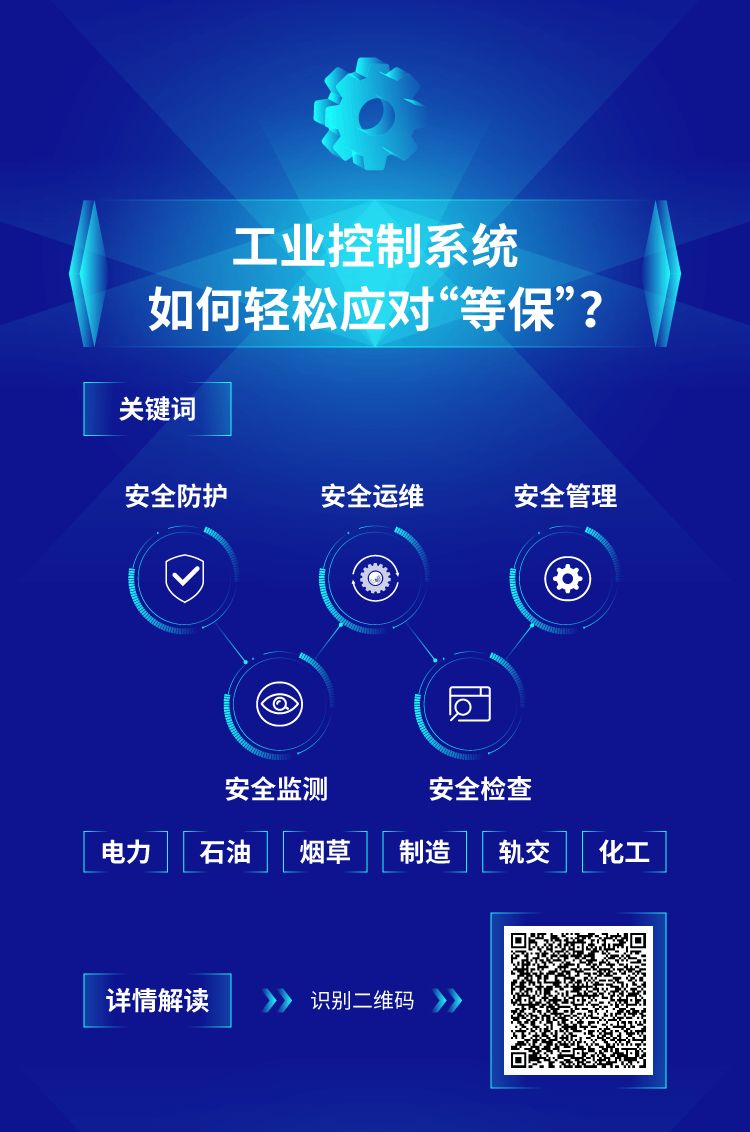 工业控制系统
如何轻松应对“等保”？
关键词
安全防护 安全运维 安全管理
安全监测 安全检查
电力 石油 烟草 制造 轨交 化工
详情解读 识别二维码